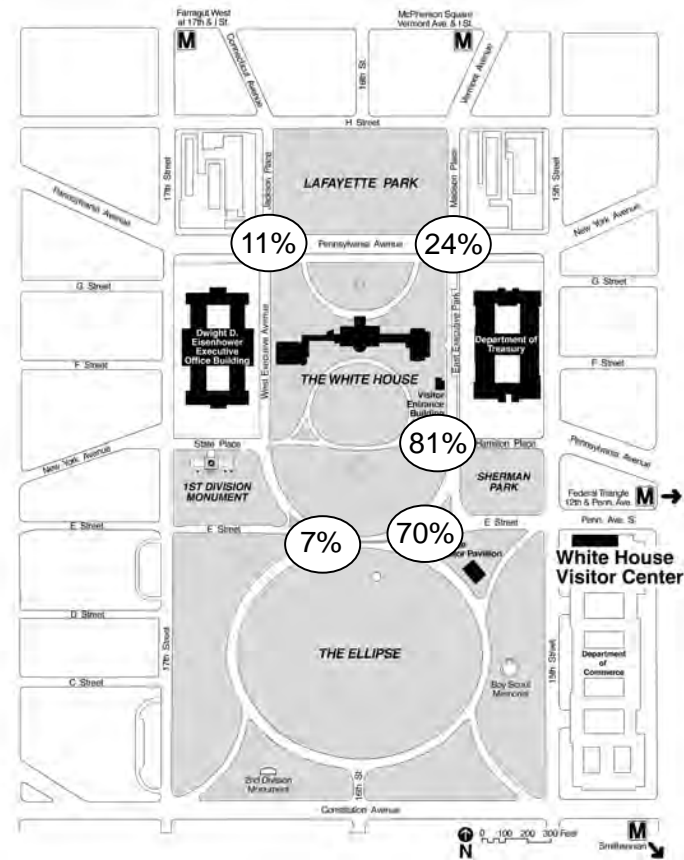 Farragut West
at 17th & I St.
M
McPherson Square
Vermont Ave. & I St.
M
Connecticut Avenue
16th St.
Vermont Avenue
H Street
17th Street
Jackson Place
LAFAYETTE PARK
Madison Place
15th Street
Pennsylvania Avenue
New York Avenue
11%
Pennsylvania Avenue
24%
G Street
G Street
West Executive Avenue
East Executive Park
Dwight D.
Eisenhower
Executive
Office Building
Department of
Treasury
F Street
F Street
THE WHITE HOUSE
Visitor
Entrance
Building
81%
State Place
Hamilton Place
New York Avenue
Pennsylvania Avenue
1ST DIVISION
MONUMENT
SHERMAN
PARK
Federal Triangle
12th & Penn. Ave.
M
E Street
E Street
E Street
Penn. Ave. S.
7%
70%
Pavilion
White House
Visitor Center
D Street
17th Street
THE ELLIPSE
15th Street
Department
of
Commerce
C Street
Boy Scout
Memorial
2nd Division
Monument
16th St.
Constitution Avenue
N
0 100 200 300 Feet
M
Smithsonian